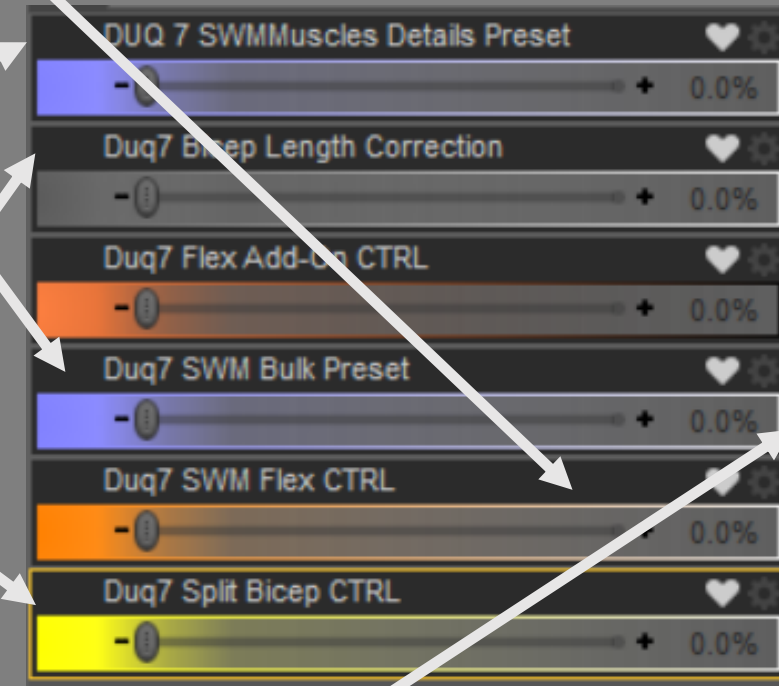 DUQ 7 SWMMuscles Details Preset
- + 0.0%
Duq7 Bicep Length Correction
- + 0.0%
Duq7 Flex Add-On CTRL
- + 0.0%
Duq7 SWM Bulk Preset
- + 0.0%
Duq7 SWM Flex CTRL
- + 0.0%
Duq7 Split Bicep CTRL
- + 0.0%